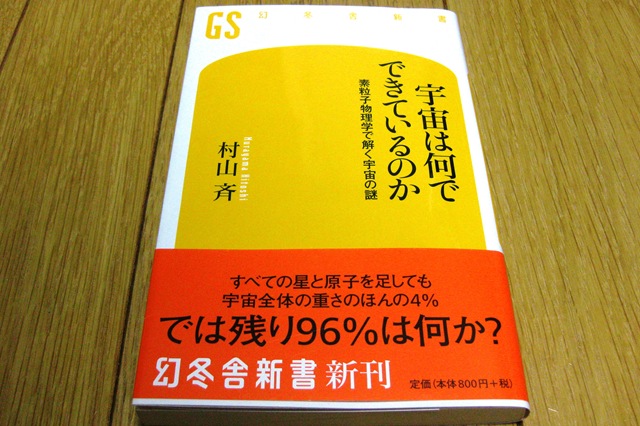 GS 幻冬舎新書
宇宙は何で
できているのか
素粒子物理学で解く宇宙の謎
村山 斉
Murayama Hitoshi
すべての星と原子を足しても
宇宙全体の重さのほんの4%
では残り96%は何か?
幻冬舎新書 新刊
定価(本体800円+税)